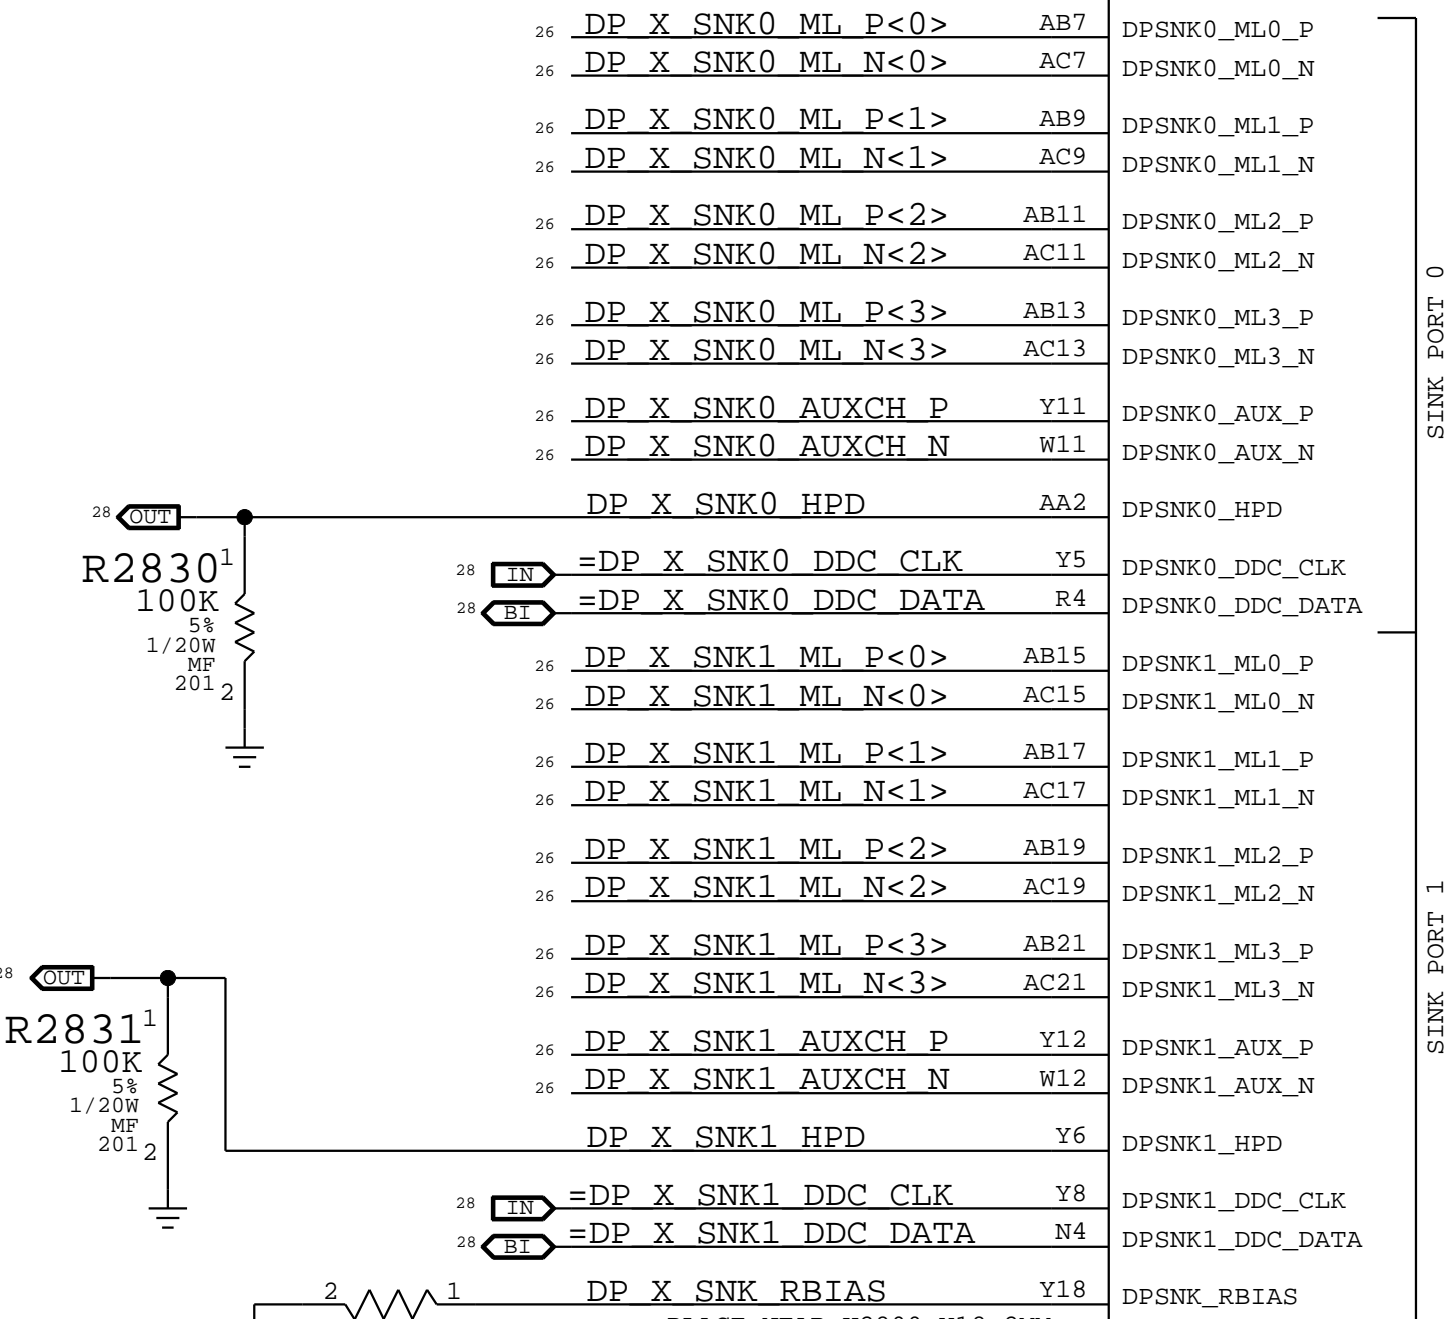 26 DP_X_SNK0_ML_P<0> AB7 DPSNK0_ML0_P
26 DP_X_SNK0_ML_N<0> AC7 DPSNK0_ML0_N
26 DP_X_SNK0_ML_P<1> AB9 DPSNK0_ML1_P
26 DP_X_SNK0_ML_N<1> AC9 DPSNK0_ML1_N
26 DP_X_SNK0_ML_P<2> AB11 DPSNK0_ML2_P
26 DP_X_SNK0_ML_N<2> AC11 DPSNK0_ML2_N
26 DP_X_SNK0_ML_P<3> AB13 DPSNK0_ML3_P
26 DP_X_SNK0_ML_N<3> AC13 DPSNK0_ML3_N
26 DP_X_SNK0_AUXCH_P Y11 DPSNK0_AUX_P
26 DP_X_SNK0_AUXCH_N W11 DPSNK0_AUX_N
28 OUT DP_X_SNK0_HPD AA2 DPSNK0_HPD
28 IN =DP_X_SNK0_DDC_CLK Y5 DPSNK0_DDC_CLK
28 BI =DP_X_SNK0_DDC_DATA R4 DPSNK0_DDC_DATA
SINK PORT 0
R2830 1
100K
5%
1/20W
MF
201 2
26 DP_X_SNK1_ML_P<0> AB15 DPSNK1_ML0_P
26 DP_X_SNK1_ML_N<0> AC15 DPSNK1_ML0_N
26 DP_X_SNK1_ML_P<1> AB17 DPSNK1_ML1_P
26 DP_X_SNK1_ML_N<1> AC17 DPSNK1_ML1_N
26 DP_X_SNK1_ML_P<2> AB19 DPSNK1_ML2_P
26 DP_X_SNK1_ML_N<2> AC19 DPSNK1_ML2_N
26 DP_X_SNK1_ML_P<3> AB21 DPSNK1_ML3_P
26 DP_X_SNK1_ML_N<3> AC21 DPSNK1_ML3_N
26 DP_X_SNK1_AUXCH_P Y12 DPSNK1_AUX_P
26 DP_X_SNK1_AUXCH_N W12 DPSNK1_AUX_N
28 OUT DP_X_SNK1_HPD Y6 DPSNK1_HPD
28 IN =DP_X_SNK1_DDC_CLK Y8 DPSNK1_DDC_CLK
28 BI =DP_X_SNK1_DDC_DATA N4 DPSNK1_DDC_DATA
SINK PORT 1
R2831 1
100K
5%
1/20W
MF
201 2
2 1 DP_X_SNK_RBIAS Y18 DPSNK_RBIAS